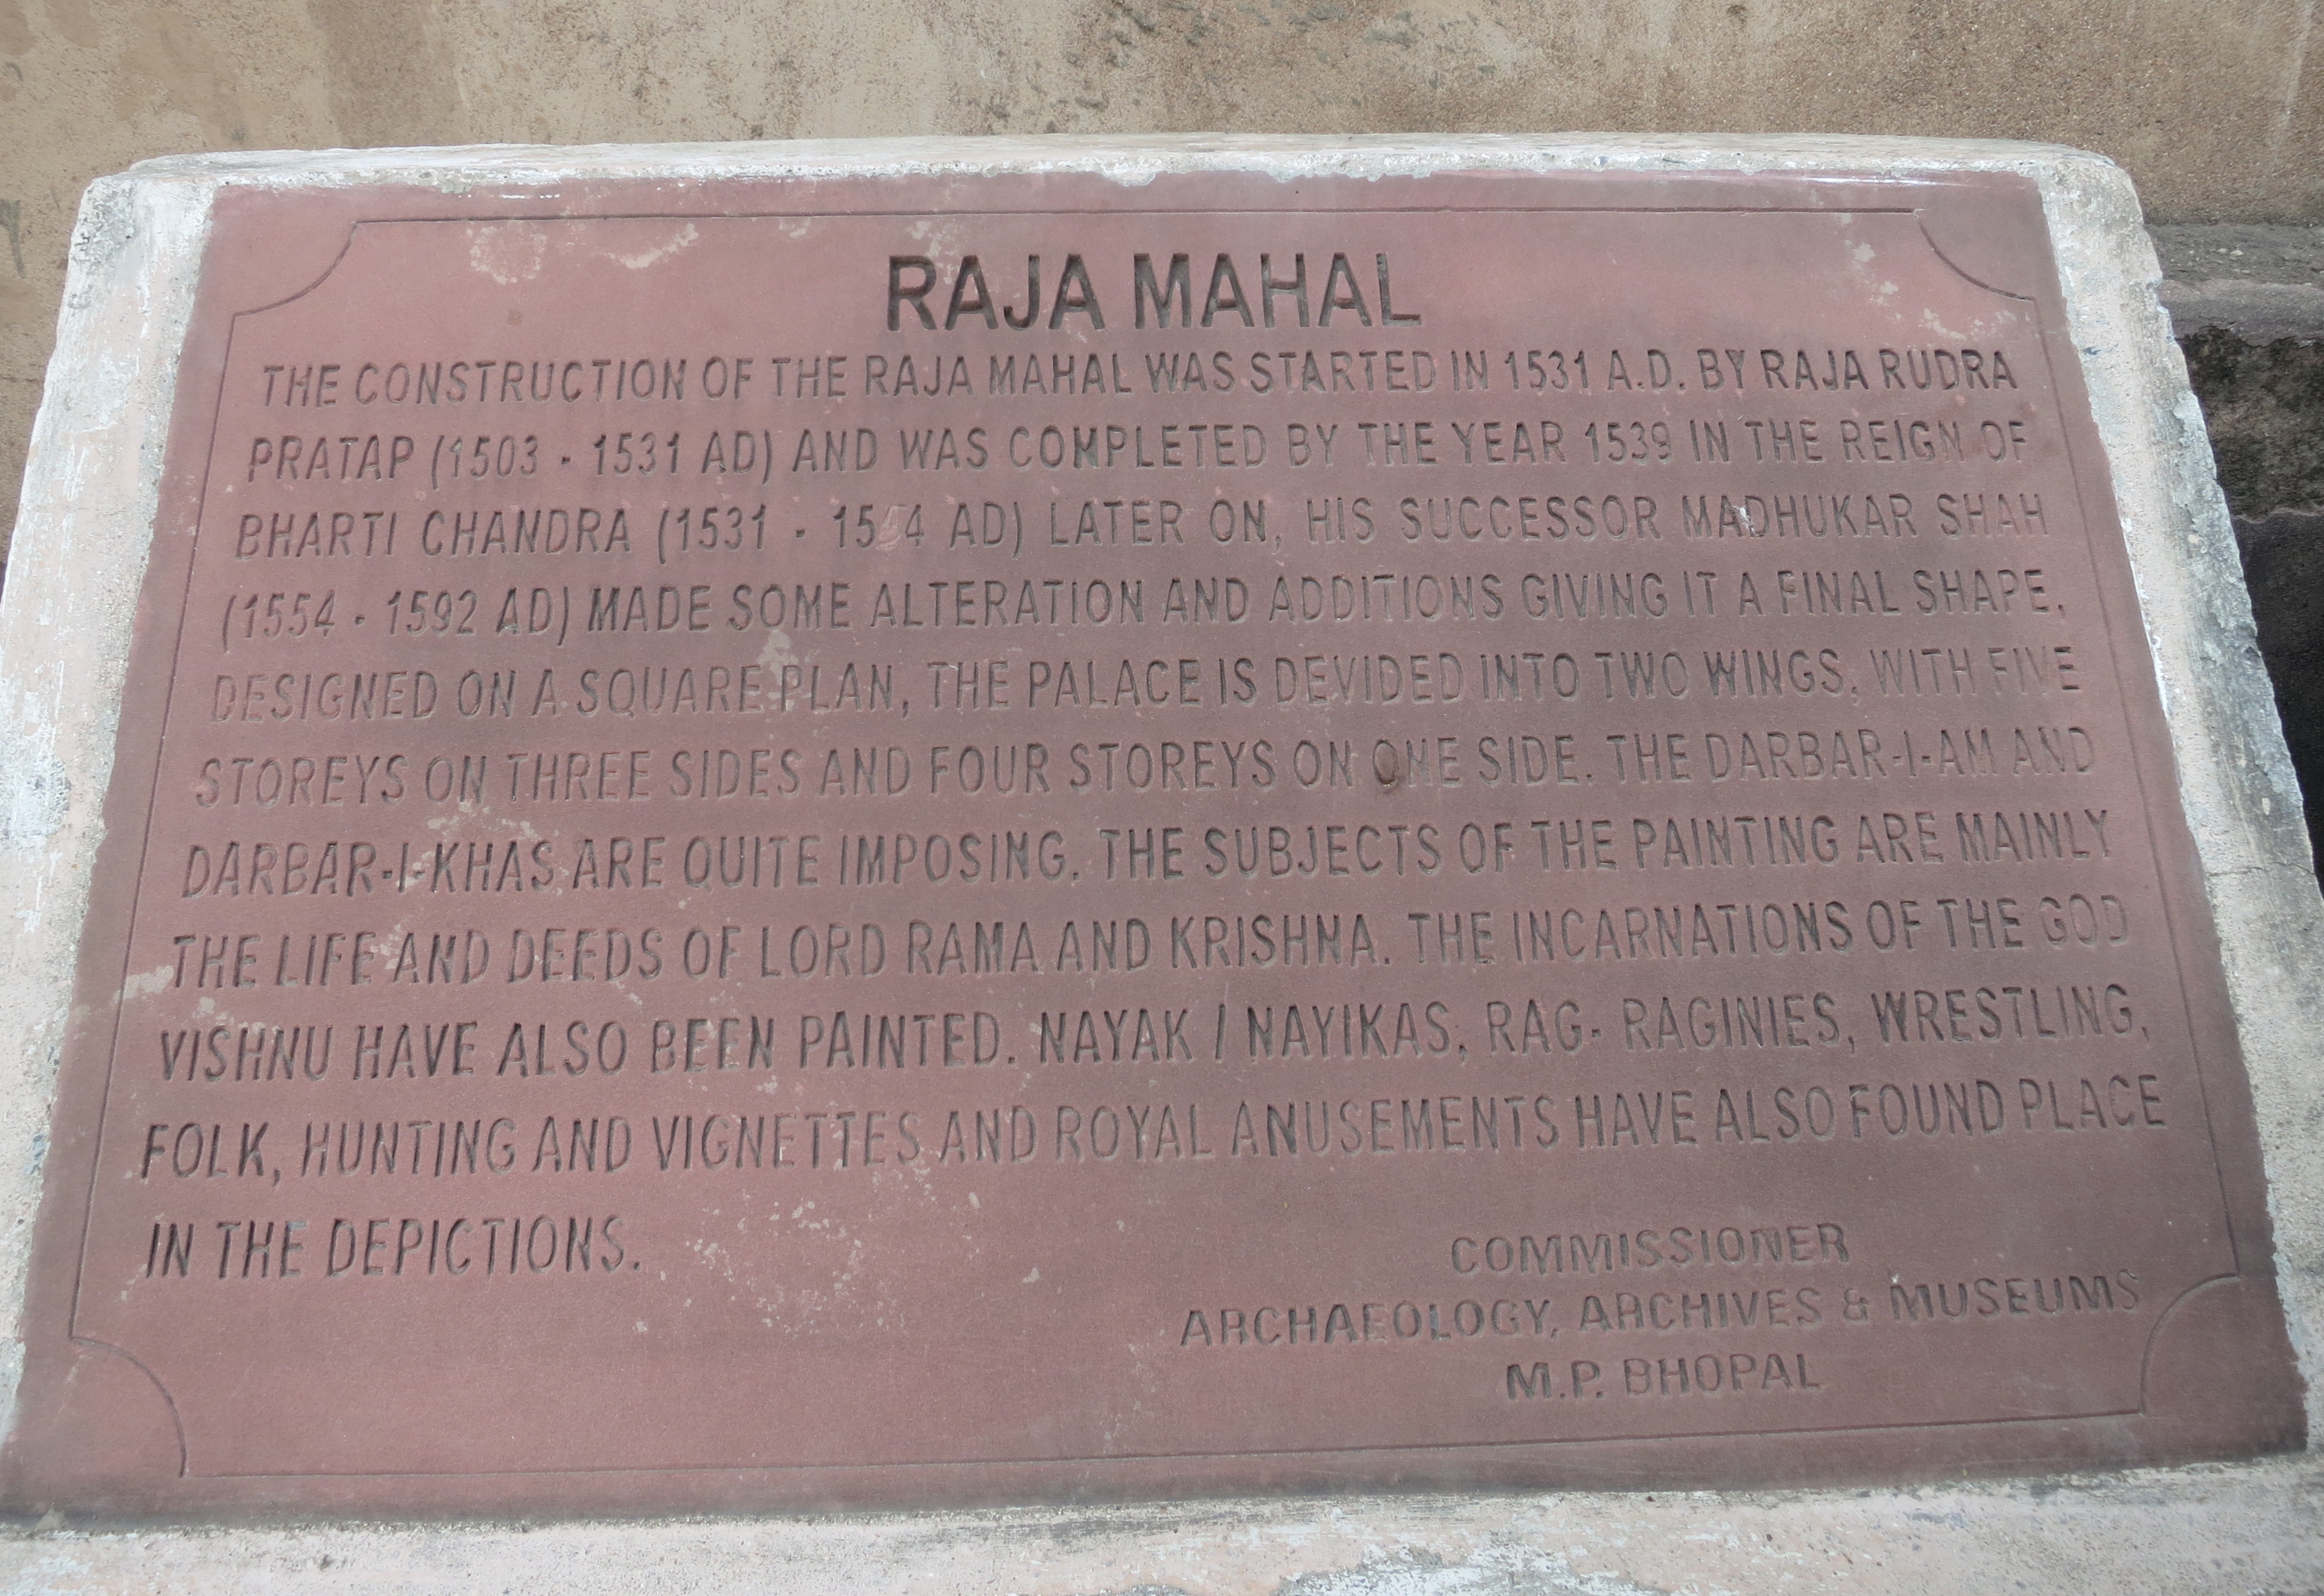 RAJA MAHAL
THE CONSTRUCTION OF THE RAJA MAHAL WAS STARTED IN 1531 A.D. BY RAJA RUDRA
PRATAP (1503 - 1531 AD) AND WAS COMPLETED BY THE YEAR 1539 IN THE REIGN OF
BHARTI CHANDRA (1531 - 1554 AD) LATER ON, HIS SUCCESSOR MADHUKAR SHAH
(1554 - 1592 AD) MADE SOME ALTERATION AND ADDITIONS GIVING IT A FINAL SHAPE.
DESIGNED ON A SQUARE PLAN, THE PALACE IS DEVIDED INTO TWO WINGS, WITH FIVE
STOREYS ON THREE SIDES AND FOUR STOREYS ON ONE SIDE. THE DARBAR-I-AM AND
DARBAR-I-KHAS ARE QUITE IMPOSING. THE SUBJECTS OF THE PAINTING ARE MAINLY
THE LIFE AND DEEDS OF LORD RAMA AND KRISHNA. THE INCARNATIONS OF THE GOD
VISHNU HAVE ALSO BEEN PAINTED. NAYAK / NAYIKAS, RAG- RAGINIES, WRESTLING,
FOLK, HUNTING AND VIGNETTES AND ROYAL ANUSEMENTS HAVE ALSO FOUND PLACE
IN THE DEPICTIONS.
COMMISSIONER
ARCHAEOLOGY, ARCHIVES & MUSEUMS
M.P. BHOPAL